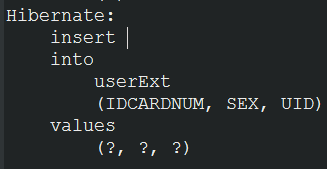 Hibernate:
insert
into
userExt
(IDCARDNUM, SEX, UID)
values
(?, ?, ?)